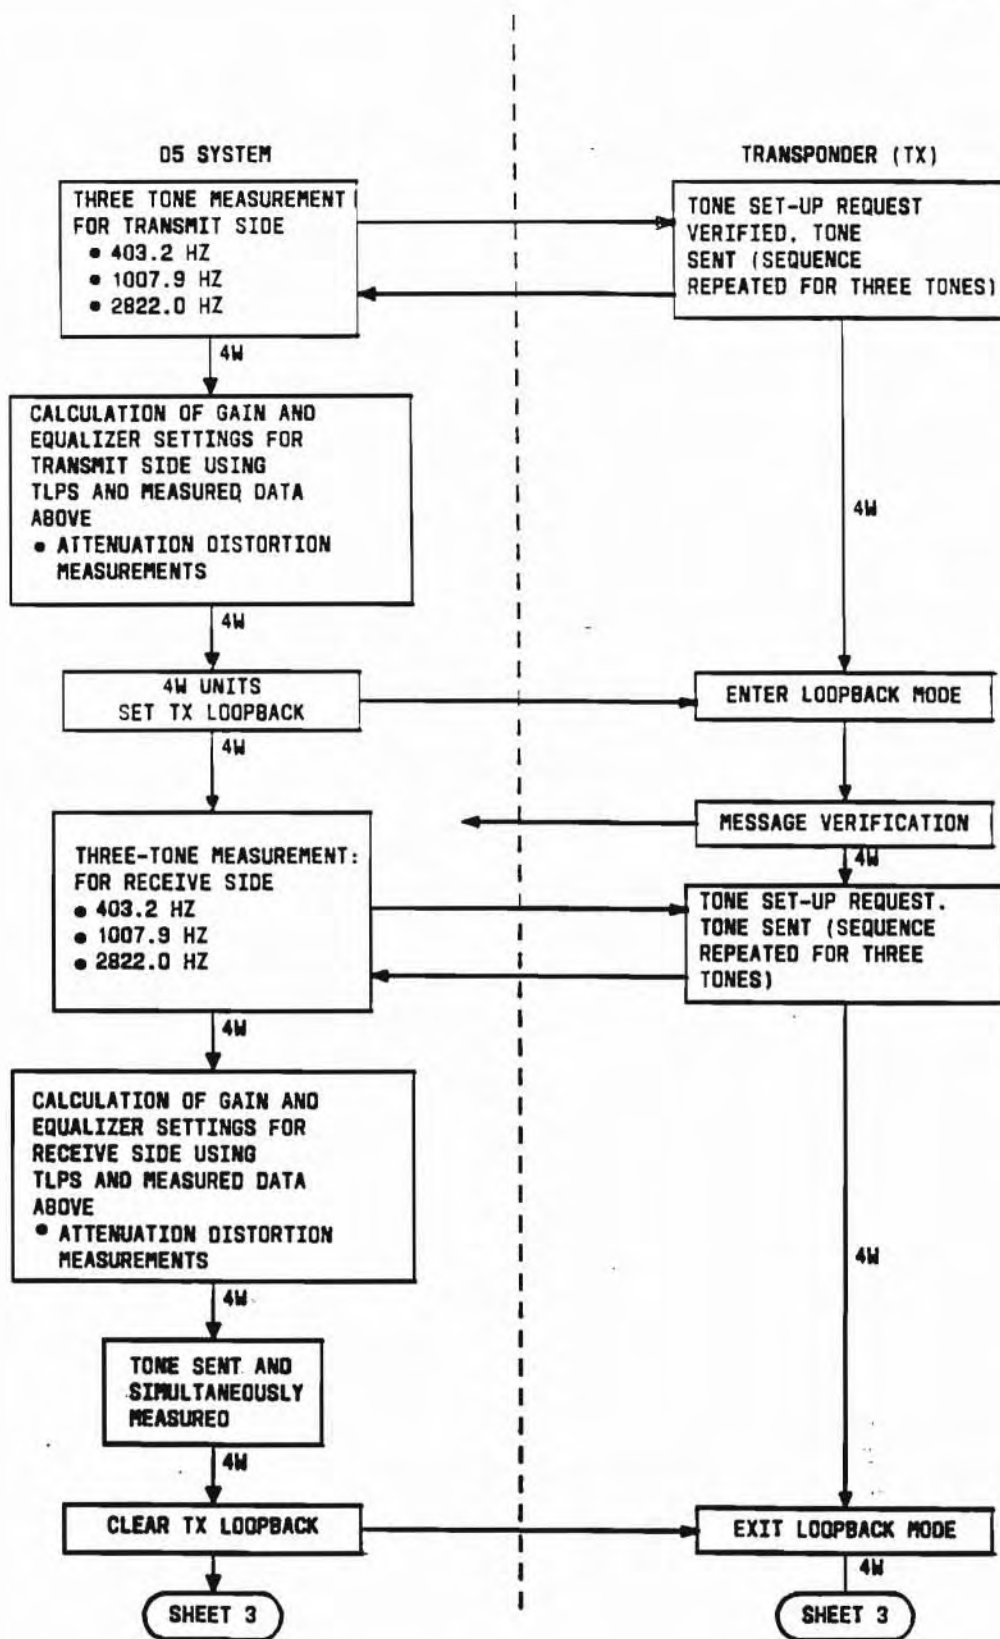 D5 SYSTEM
THREE TONE MEASUREMENT
FOR TRANSMIT SIDE
• 403.2 HZ
• 1007.9 HZ
• 2822.0 HZ
4W
CALCULATION OF GAIN AND
EQUALIZER SETTINGS FOR
TRANSMIT SIDE USING
TLPS AND MEASURED DATA
ABOVE
• ATTENUATION DISTORTION
MEASUREMENTS
4W
4W UNITS
SET TX LOOPBACK
4W
THREE-TONE MEASUREMENT:
FOR RECEIVE SIDE
• 403.2 HZ
• 1007.9 HZ
• 2822.0 HZ
4W
CALCULATION OF GAIN AND
EQUALIZER SETTINGS FOR
RECEIVE SIDE USING
TLPS AND MEASURED DATA
ABOVE
• ATTENUATION DISTORTION
MEASUREMENTS
4W
TONE SENT AND
SIMULTANEOUSLY
MEASURED
4W
CLEAR TX LOOPBACK
SHEET 3
TRANSPONDER (TX)
TONE SET-UP REQUEST
VERIFIED. TONE
SENT (SEQUENCE
REPEATED FOR THREE TONES)
4W
ENTER LOOPBACK MODE
MESSAGE VERIFICATION
4W
TONE SET-UP REQUEST.
TONE SENT (SEQUENCE
REPEATED FOR THREE
TONES)
4W
EXIT LOOPBACK MODE
4W
SHEET 3